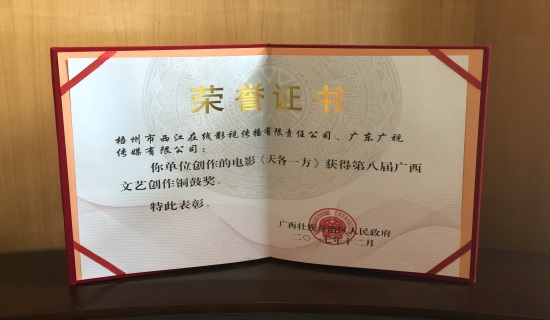 荣誉证书
梧州市西江在线影视传播有限责任公司、广东广视
传媒有限公司：
你单位创作的电影《天各一方》获得第八届广西
文艺创作铜鼓奖。
特此表彰。
广西壮族自治区人民政府
二〇一七年十二月